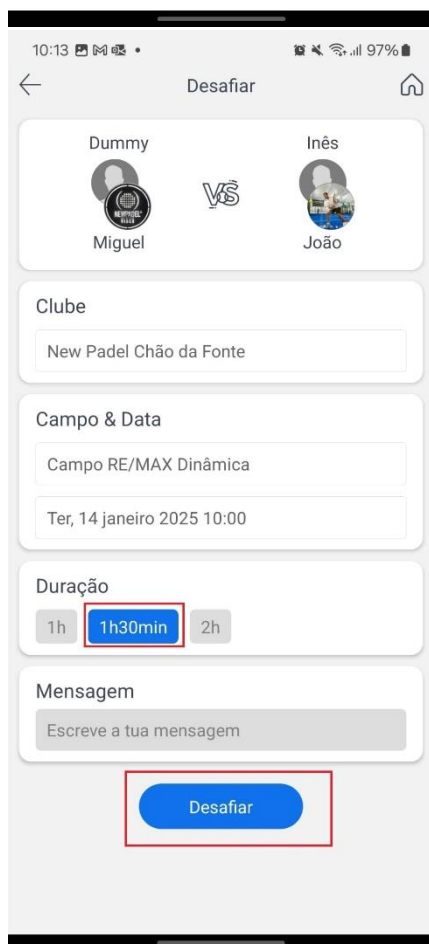 10:13 97%
Desafiar
Dummy Inês
VS
NEWPADEL
Miguel João
Clube
New Padel Chão da Fonte
Campo & Data
Campo RE/MAX Dinâmica
Ter, 14 janeiro 2025 10:00
Duração
1h 1h30min 2h
Mensagem
Escreve a tua mensagem
Desafiar